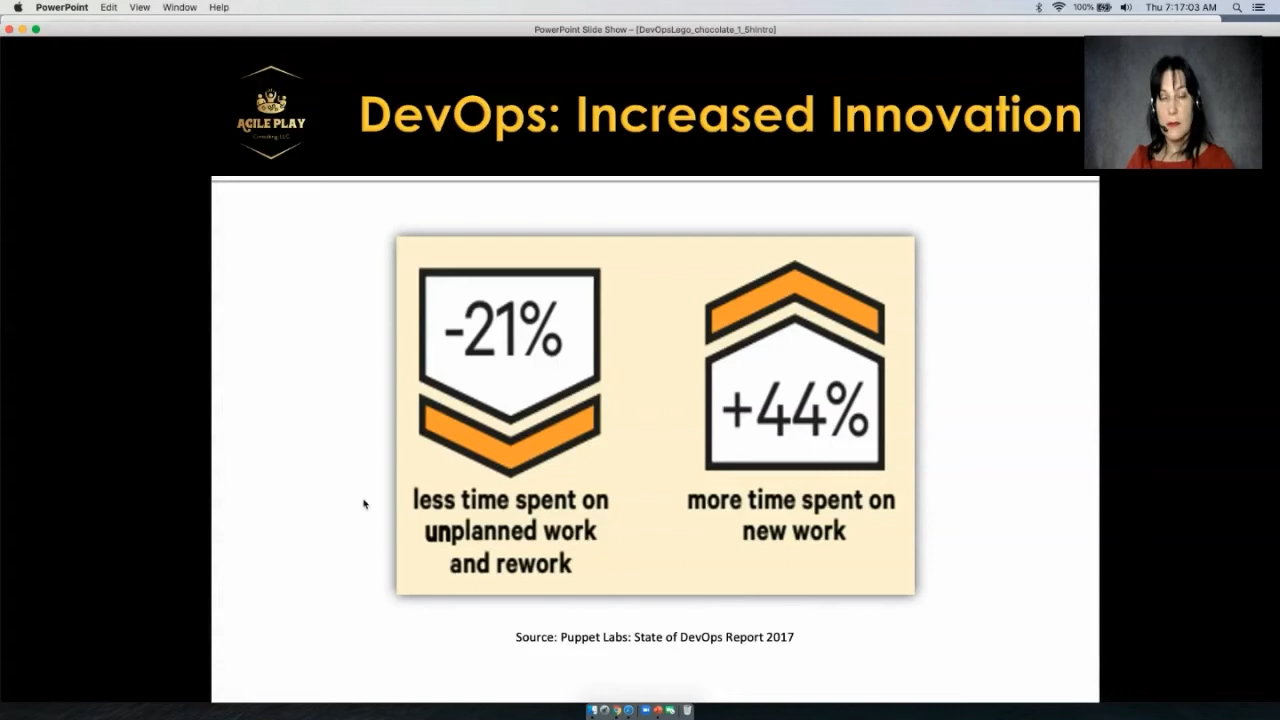 PowerPoint Edit View Window Help 100% Thu 7:17:03 AM
PowerPoint Slide Show – [DevOpsLego_chocolate_1_5hIntro]
AGILE PLAY
Consulting LLC
DevOps: Increased Innovation
-21%
+44%
less time spent on
unplanned work
and rework
more time spent on
new work
Source: Puppet Labs: State of DevOps Report 2017